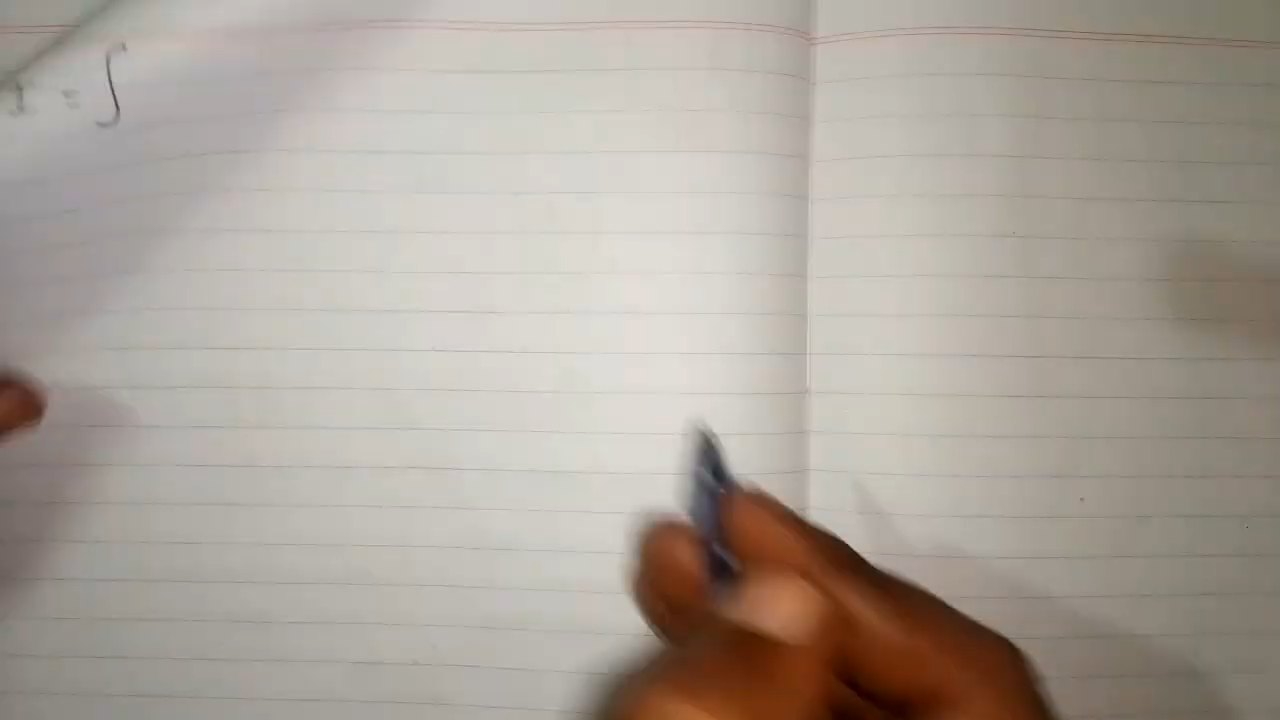 I = ∫